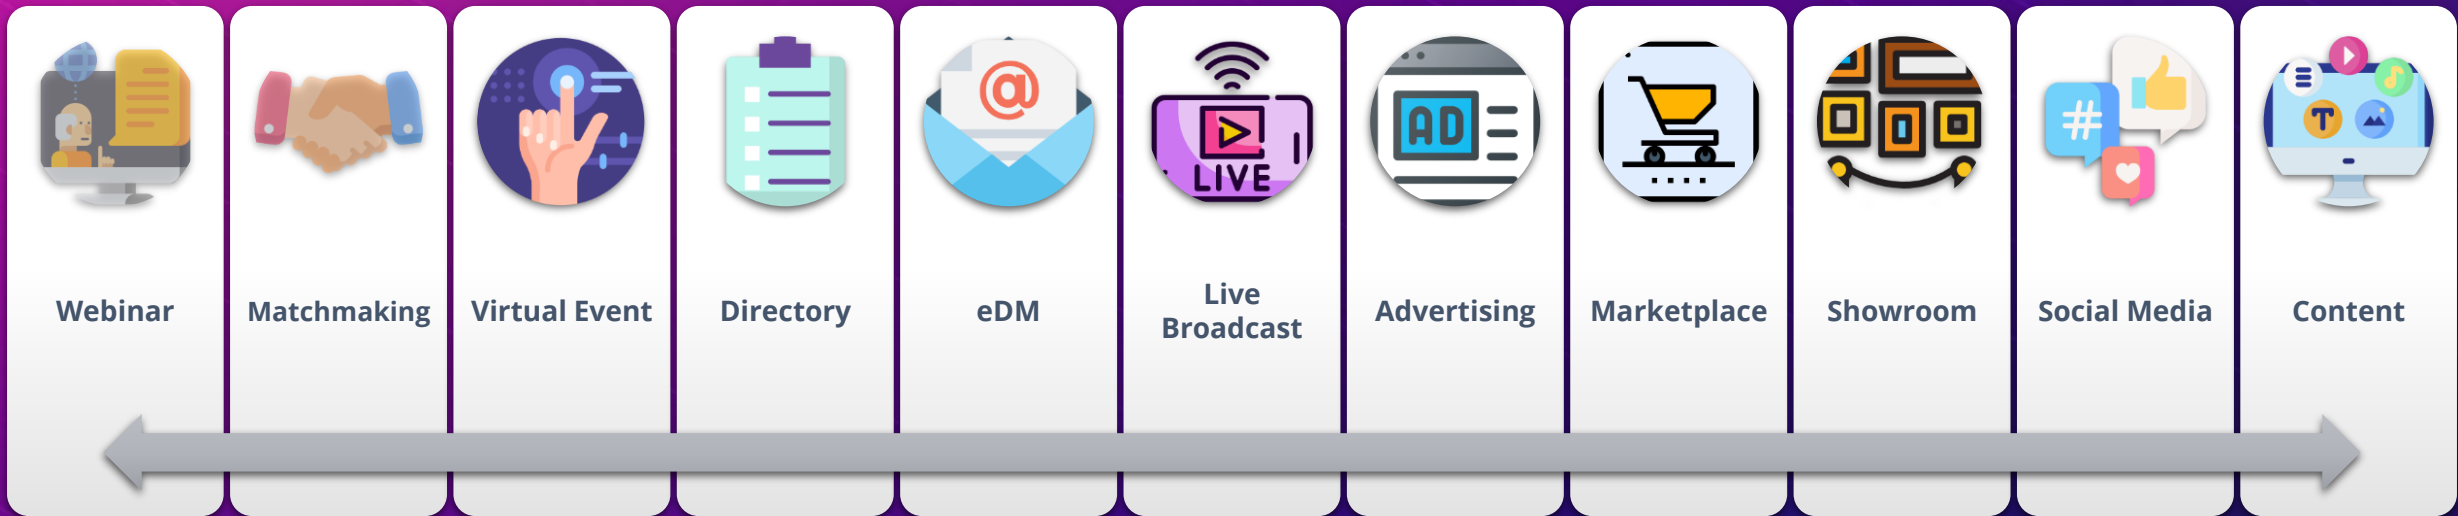 @
LIVE
AD
#
T
Webinar
Matchmaking
Virtual Event
Directory
eDM
Live
Broadcast
Advertising
Marketplace
Showroom
Social Media
Content